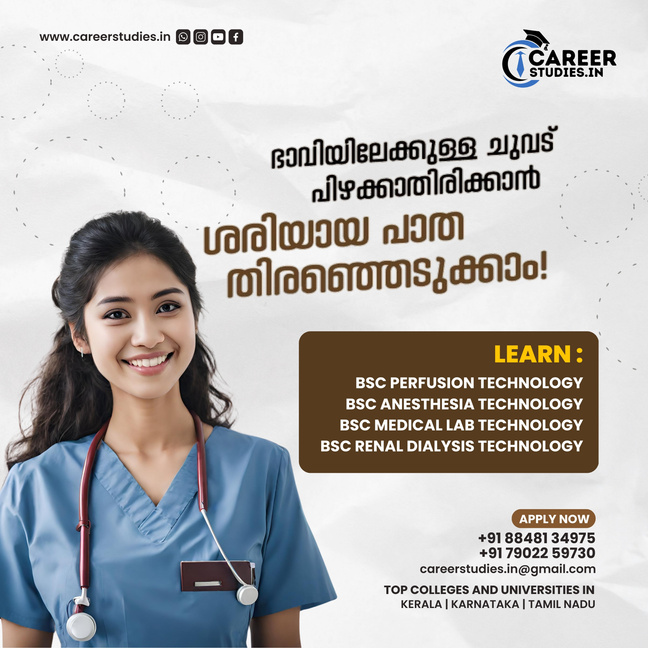 www.careerstudies.in
CAREER
STUDIES.IN
ഭാവിയിലേക്കുള്ള ചുവട്
പിഴക്കാതിരിക്കാൻ
ശരിയായ പാത
തിരഞ്ഞെടുക്കാം!
LEARN :
BSC PERFUSION TECHNOLOGY
BSC ANESTHESIA TECHNOLOGY
BSC MEDICAL LAB TECHNOLOGY
BSC RENAL DIALYSIS TECHNOLOGY
APPLY NOW
+91 88481 34975
+91 79022 59730
careerstudies.in@gmail.com
TOP COLLEGES AND UNIVERSITIES IN
KERALA | KARNATAKA | TAMIL NADU